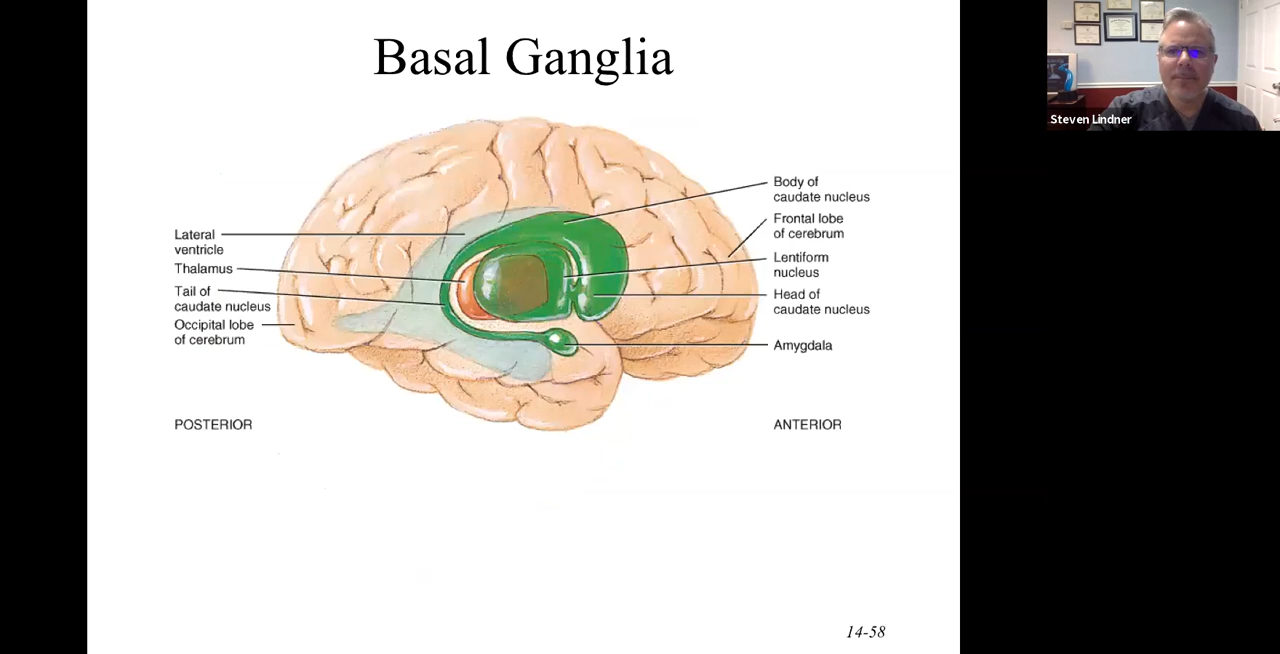 Basal Ganglia
Steven Lindner
Lateral
ventricle
Thalamus
Tail of
caudate nucleus
Occipital lobe
of cerebrum
Body of
caudate nucleus
Frontal lobe
of cerebrum
Lentiform
nucleus
Head of
caudate nucleus
Amygdala
POSTERIOR
ANTERIOR
14-58